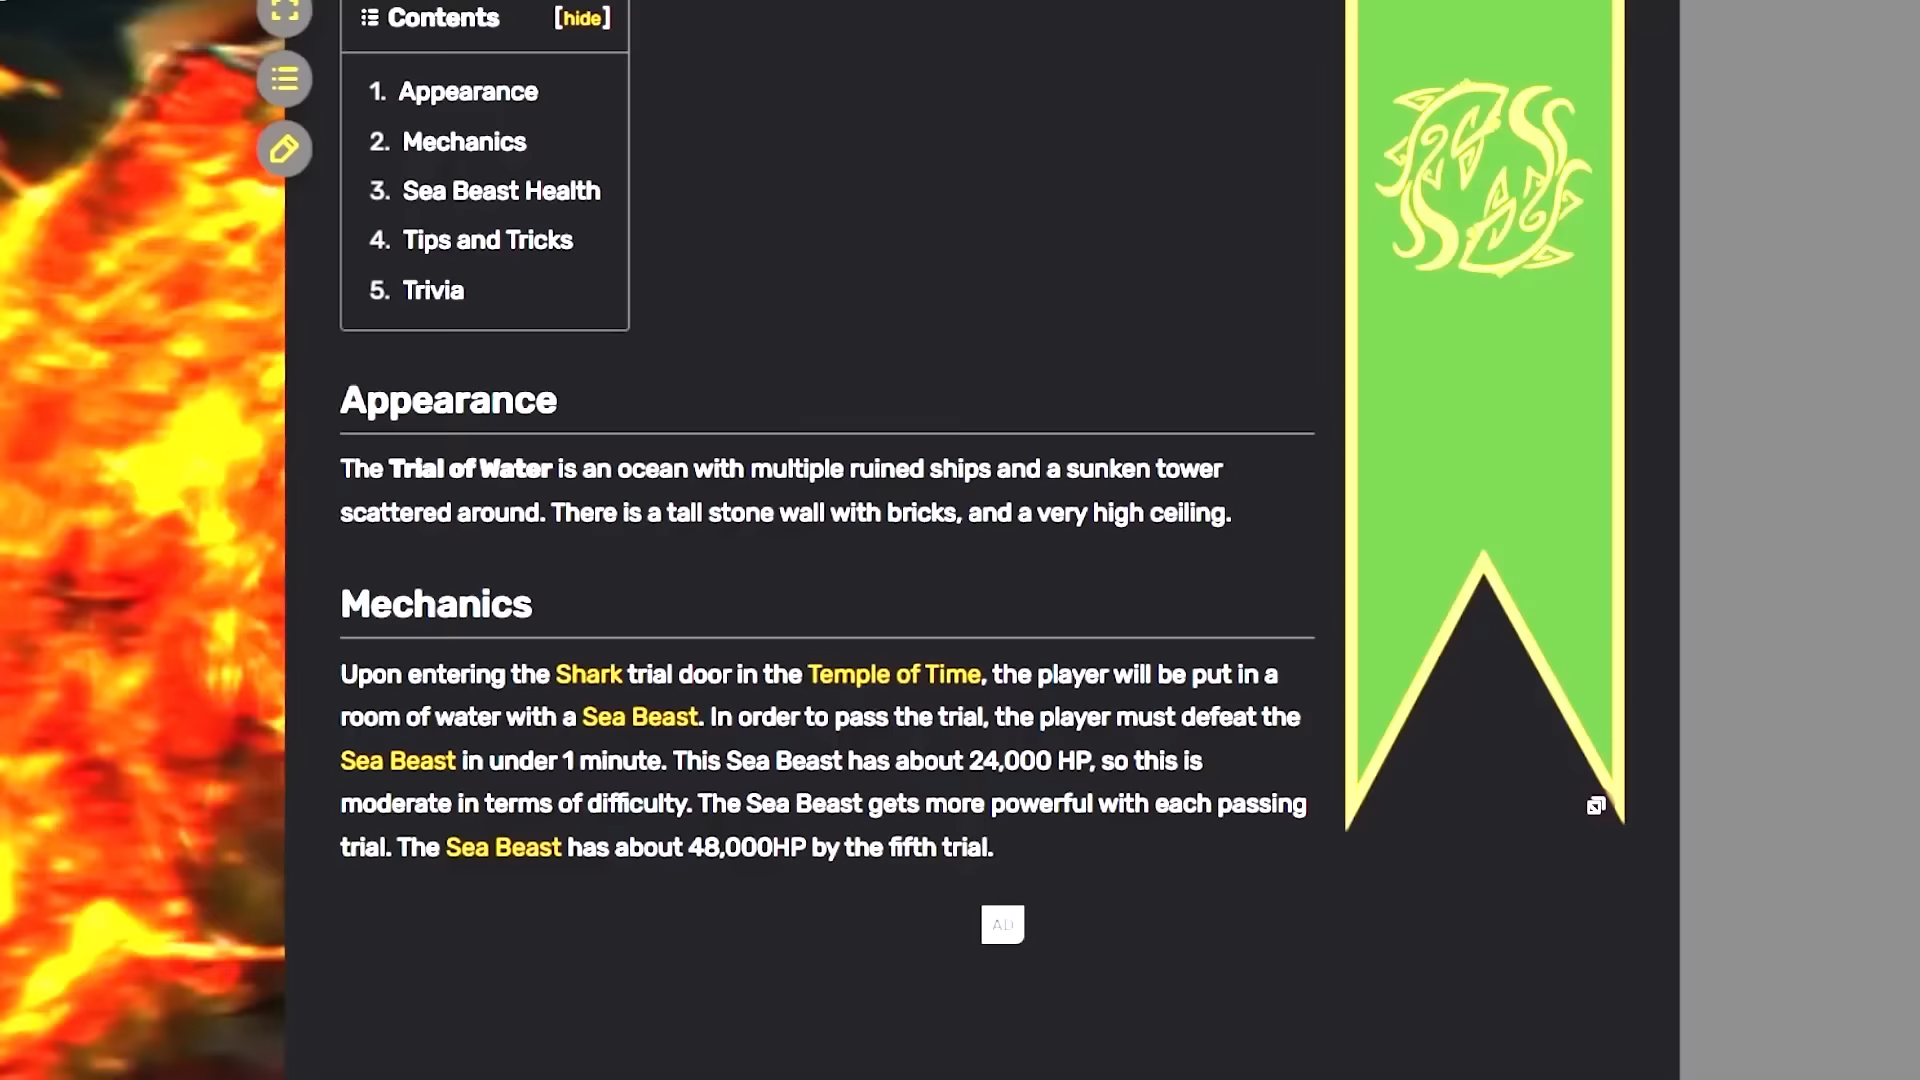 Contents [hide]
1. Appearance
2. Mechanics
3. Sea Beast Health
4. Tips and Tricks
5. Trivia
Appearance
The Trial of Water is an ocean with multiple ruined ships and a sunken tower
scattered around. There is a tall stone wall with bricks, and a very high ceiling.
Mechanics
Upon entering the Shark trial door in the Temple of Time, the player will be put in a
room of water with a Sea Beast. In order to pass the trial, the player must defeat the
Sea Beast in under 1 minute. This Sea Beast has about 24,000 HP, so this is
moderate in terms of difficulty. The Sea Beast gets more powerful with each passing
trial. The Sea Beast has about 48,000HP by the fifth trial.
AD